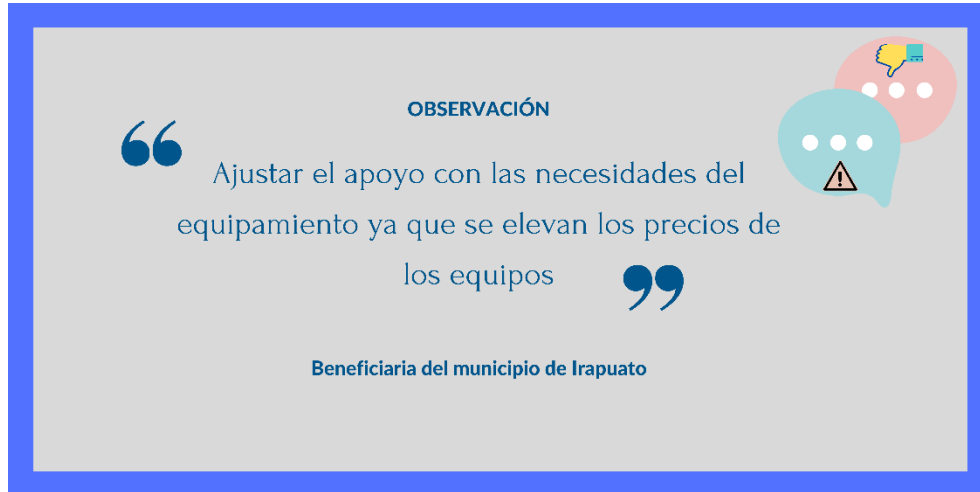 OBSERVACIÓN
“
Ajustar el apoyo con las necesidades del
equipamiento ya que se elevan los precios de
los equipos
”
Beneficiaria del municipio de Irapuato